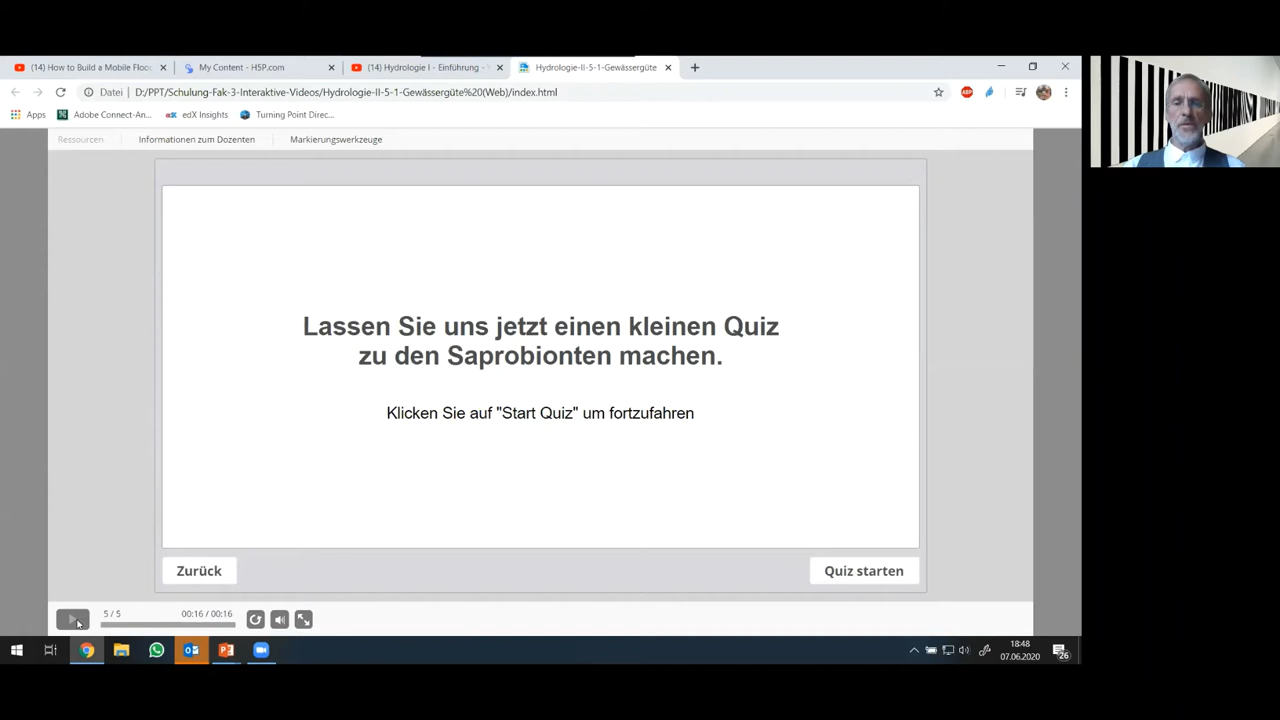 (14) How to Build a Mobile Flood
My Content - H5P.com
(14) Hydrologie I - Einführung -
Hydrologie-II-5-1-Gewässergüte
Datei
D:/PPT/Schulung-Fak-3-Interaktive-Videos/Hydrologie-II-5-1-Gewässergüte%20(Web)/index.html
ABP
Apps
Adobe Connect-An...
edX Insights
Turning Point Direc...
Ressourcen
Informationen zum Dozenten
Markierungswerkzeuge
Lassen Sie uns jetzt einen kleinen Quiz
zu den Saprobionten machen.
Klicken Sie auf "Start Quiz" um fortzufahren
Zurück
Quiz starten
5 / 5
00:16 / 00:16
18:48
07.06.2020
26